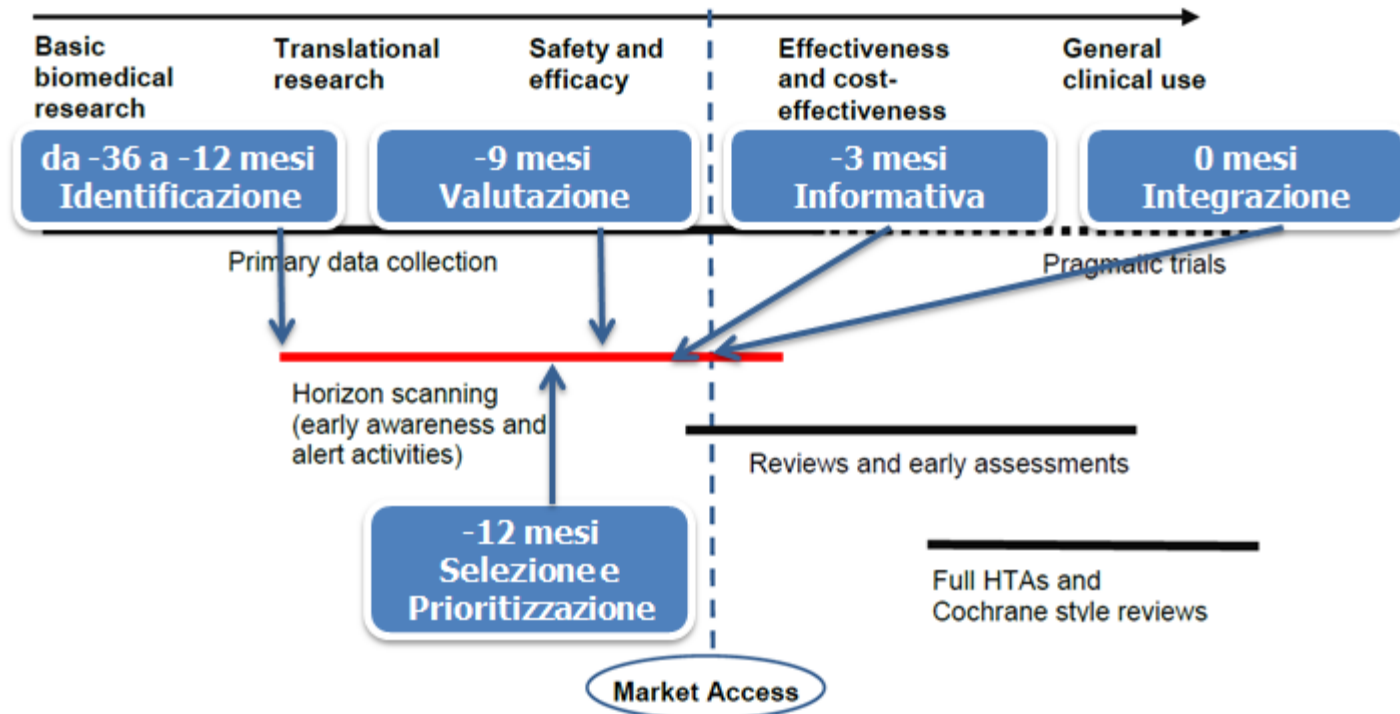 Basic
biomedical
research
Translational
research
Safety and
efficacy
Effectiveness
and cost-
effectiveness
General
clinical use
da -36 a -12 mesi
Identificazione
-9 mesi
Valutazione
-3 mesi
Informativa
0 mesi
Integrazione
Primary data collection
Pragmatic trials
Horizon scanning
(early awareness and
alert activities)
Reviews and early assessments
-12 mesi
Selezione e
Prioritizzazione
Full HTAs and
Cochrane style reviews
Market Access